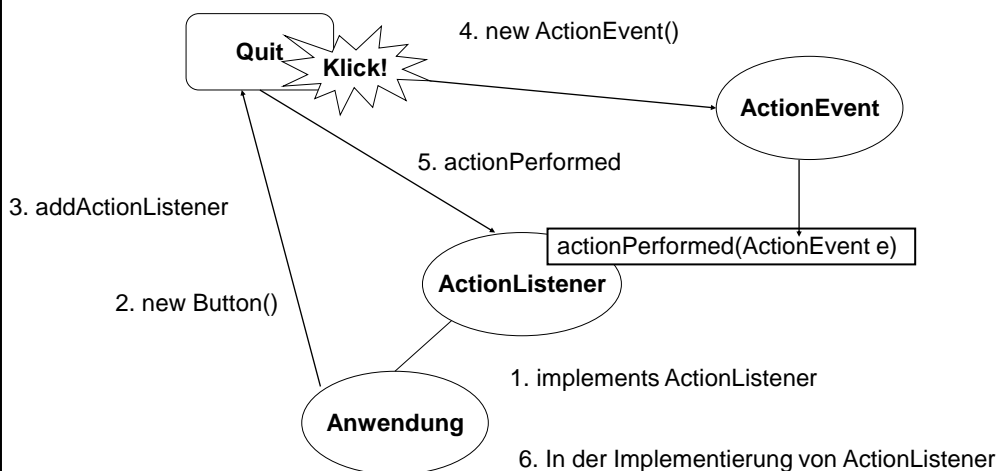 4. new ActionEvent()
Quit
Klick!
ActionEvent
5. actionPerformed
3. addActionListener
actionPerformed(ActionEvent e)
ActionListener
2. new Button()
1. implements ActionListener
Anwendung
6. In der Implementierung von ActionListener